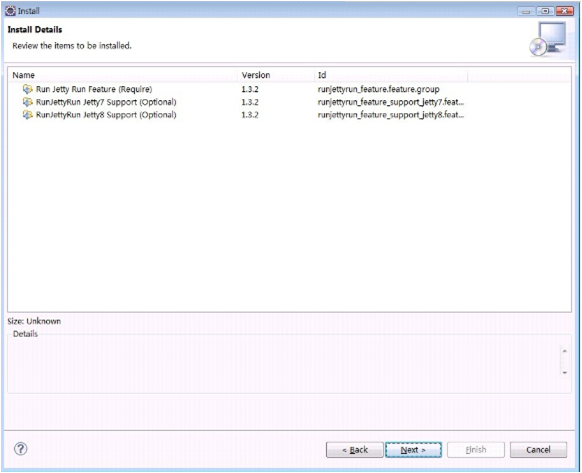 Install
Install Details
Review the items to be installed.
Name Version Id
Run Jetty Run Feature (Require) 1.3.2 runjettyrun_feature.feature.group
RunJettyRun Jetty7 Support (Optional) 1.3.2 runjettyrun_feature_support_jetty7.feat...
RunJettyRun Jetty8 Support (Optional) 1.3.2 runjettyrun_feature_support_jetty8.feat...
Size: Unknown
Details
< Back Next > Finish Cancel